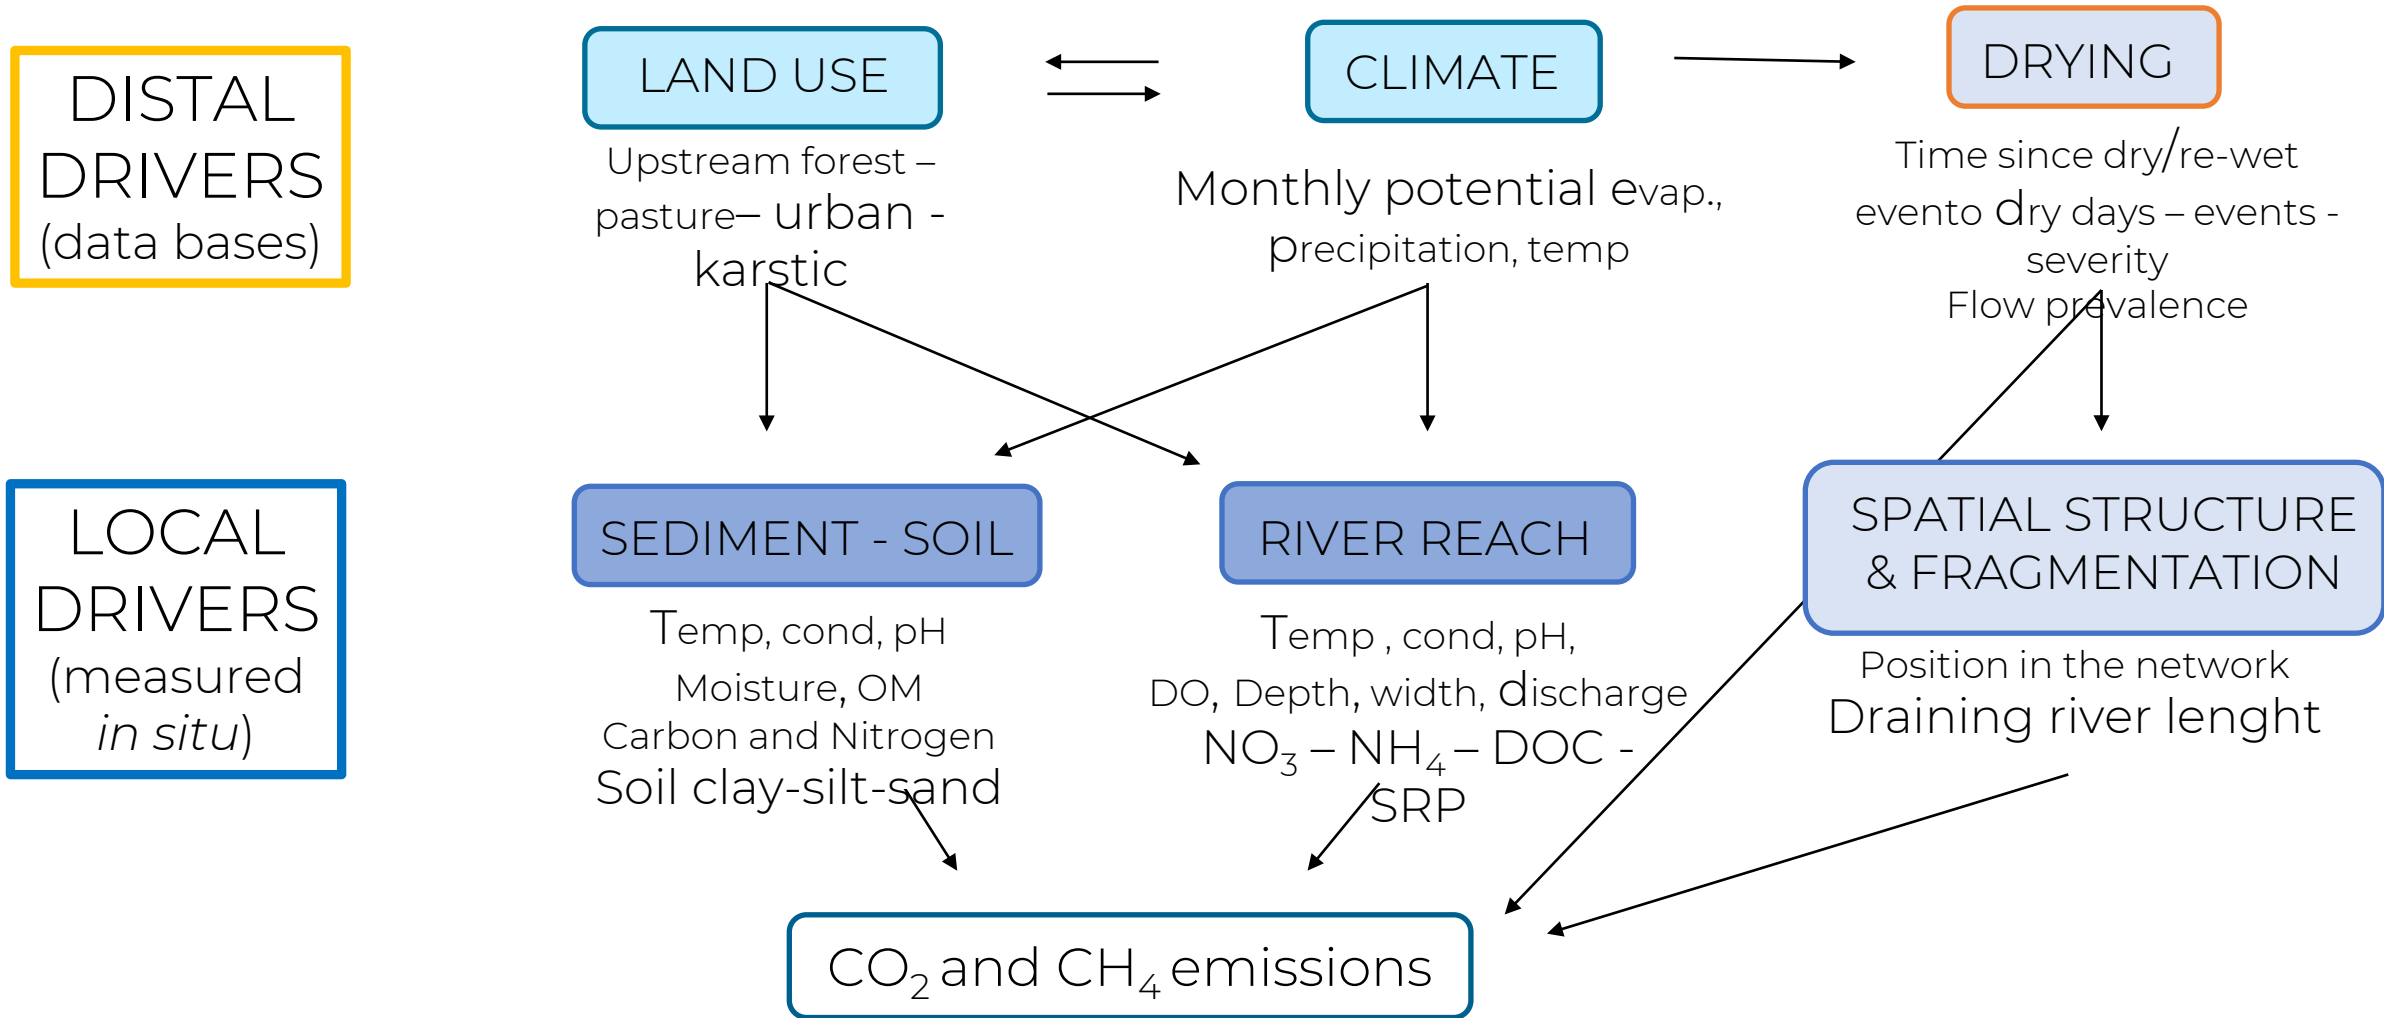 DISTAL
DRIVERS
(data bases)
LAND USE
Upstream forest –
pasture– urban -
karstic
CLIMATE
Monthly potential evap.,
precipitation, temp
DRYING
Time since dry/re-wet
evento dry days – events -
severity
Flow prevalence
LOCAL
DRIVERS
(measured
in situ)
SEDIMENT - SOIL
Temp, cond, pH
Moisture, OM
Carbon and Nitrogen
Soil clay-silt-sand
RIVER REACH
Temp , cond, pH,
DO, Depth, width, discharge
NO₃ – NH₄ – DOC -
SRP
SPATIAL STRUCTURE
& FRAGMENTATION
Position in the network
Draining river lenght
CO₂ and CH₄ emissions